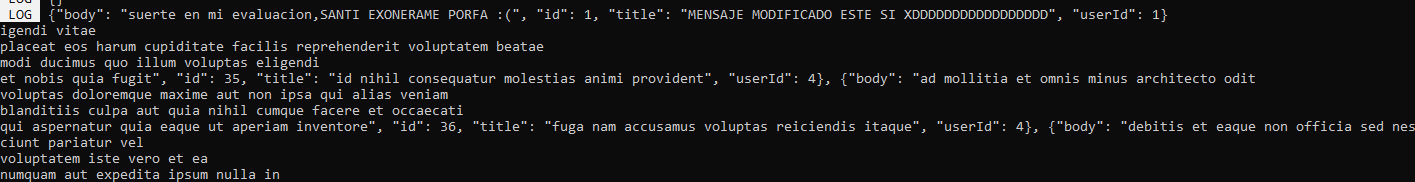 LOG {}
LOG {"body": "suerte en mi evaluacion,SANTI EXONERAME PORFA :(", "id": 1, "title": "MENSAJE MODIFICADO ESTE SI XDDDDDDDDDDDDDDDDD", "userId": 1}
igendi vitae
placeat eos harum cupiditate facilis reprehenderit voluptatem beatae
modi ducimus quo illum voluptas eligendi
et nobis quia fugit", "id": 35, "title": "id nihil consequatur molestias animi provident", "userId": 4}, {"body": "ad mollitia et omnis minus architecto odit
voluptas doloremque maxime aut non ipsa qui alias veniam
blanditiis culpa aut quia nihil cumque facere et occaecati
qui aspernatur quia eaque ut aperiam inventore", "id": 36, "title": "fuga nam accusamus voluptas reiciendis itaque", "userId": 4}, {"body": "debitis et eaque non officia sed nes
ciunt pariatur vel
voluptatem iste vero et ea
numquam aut expedita ipsum nulla in